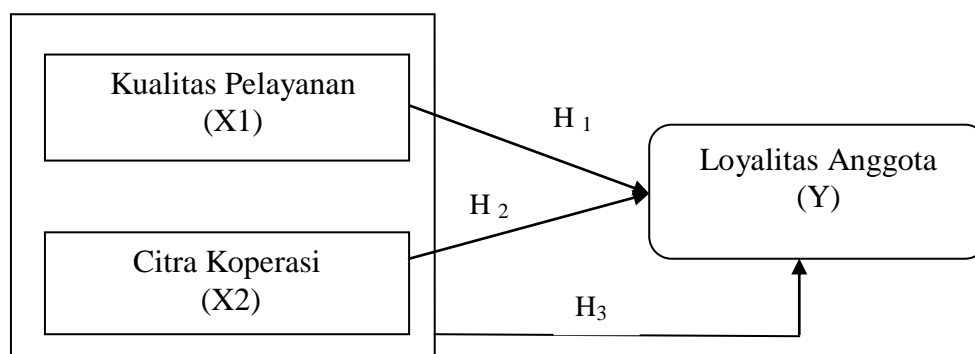 Kualitas Pelayanan
(X1)
H 1
Loyalitas Anggota
(Y)
H 2
Citra Koperasi
(X2)
H3